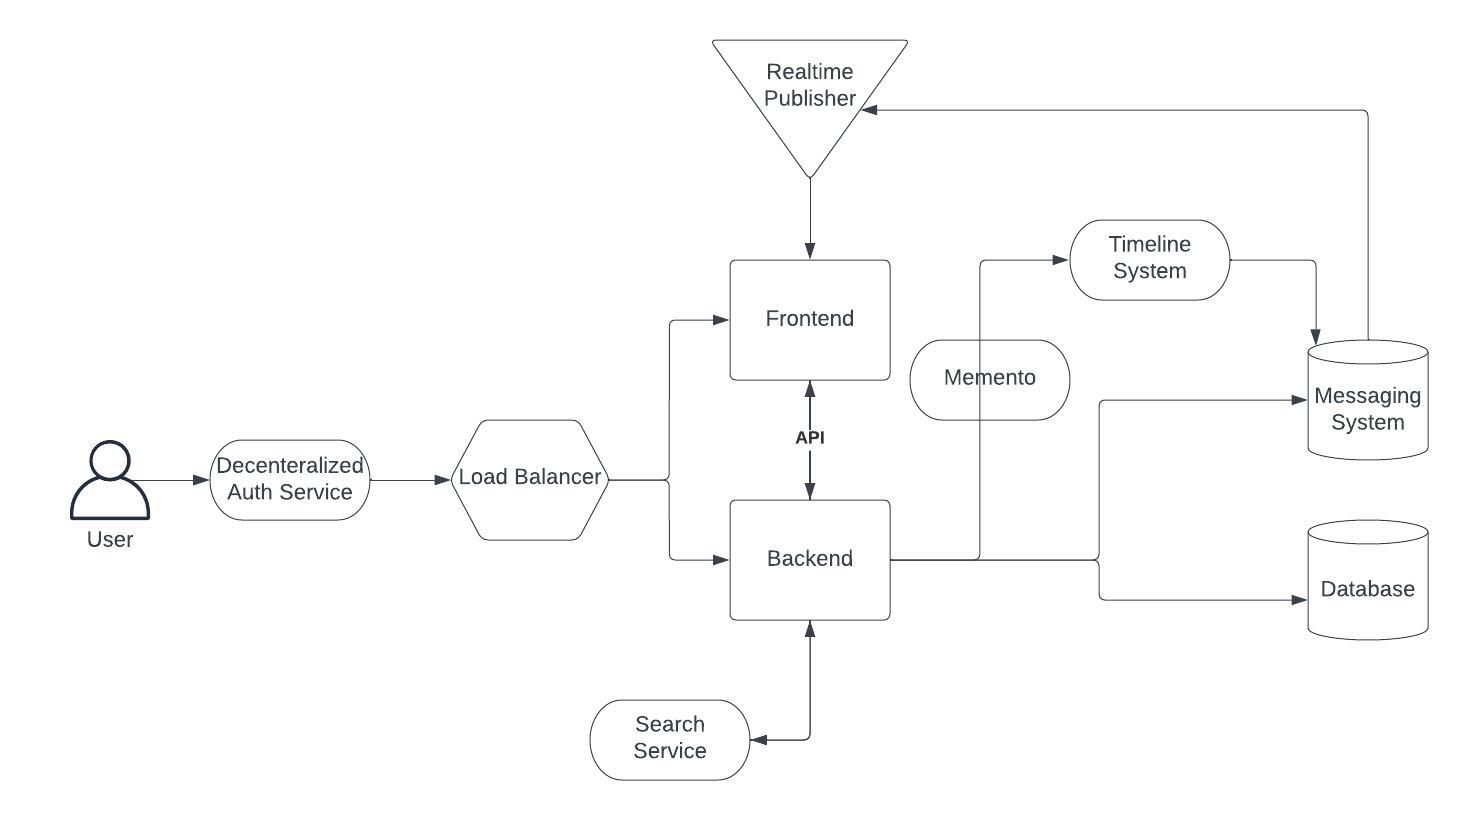 Realtime
Publisher
Timeline
System
Frontend
Memento
Messaging
System
API
Decenteralized
Auth Service
Load Balancer
User
Backend
Database
Search
Service